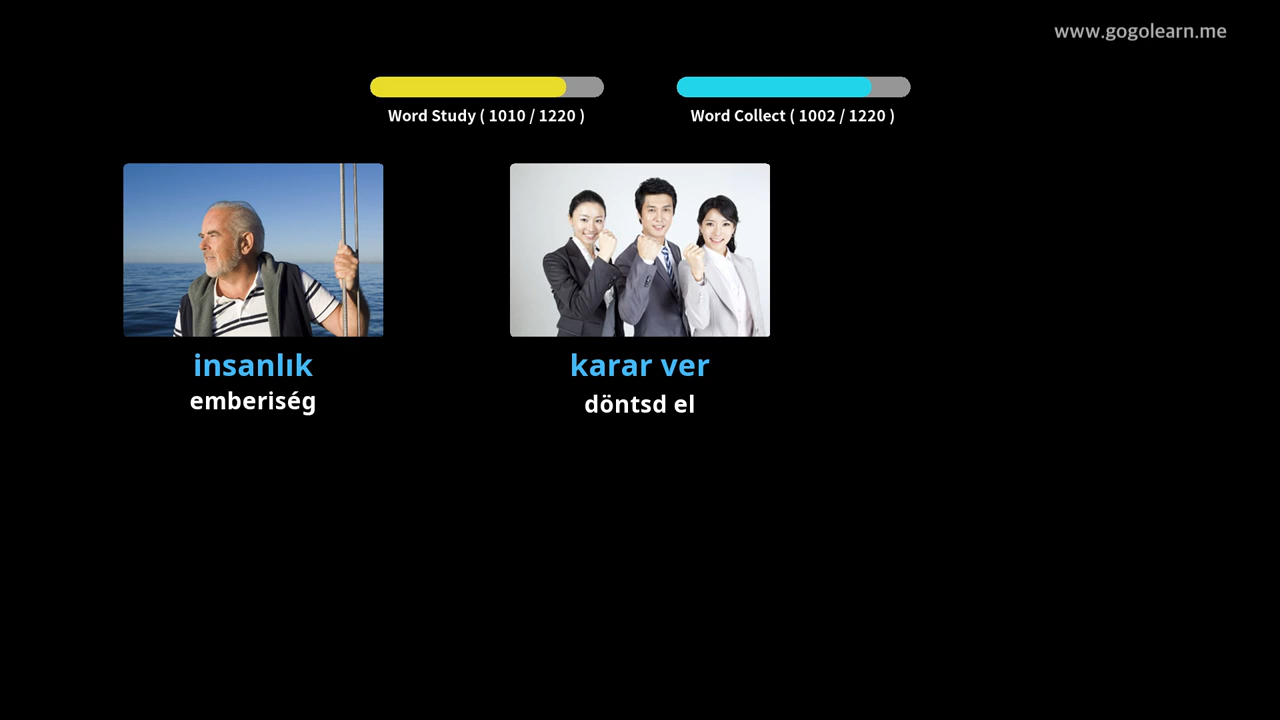 www.gogolearn.me
Word Study ( 1010 / 1220 )
Word Collect ( 1002 / 1220 )
insanlık
emberiség
karar ver
döntsd el